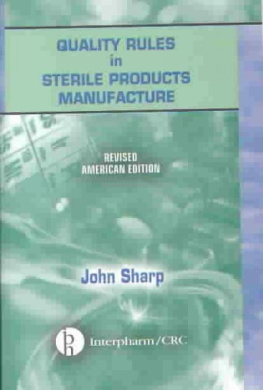 QUALITY RULES
in
STERILE PRODUCTS
MANUFACTURE
REVISED
AMERICAN EDITION
John Sharp
Interpharm/CRC